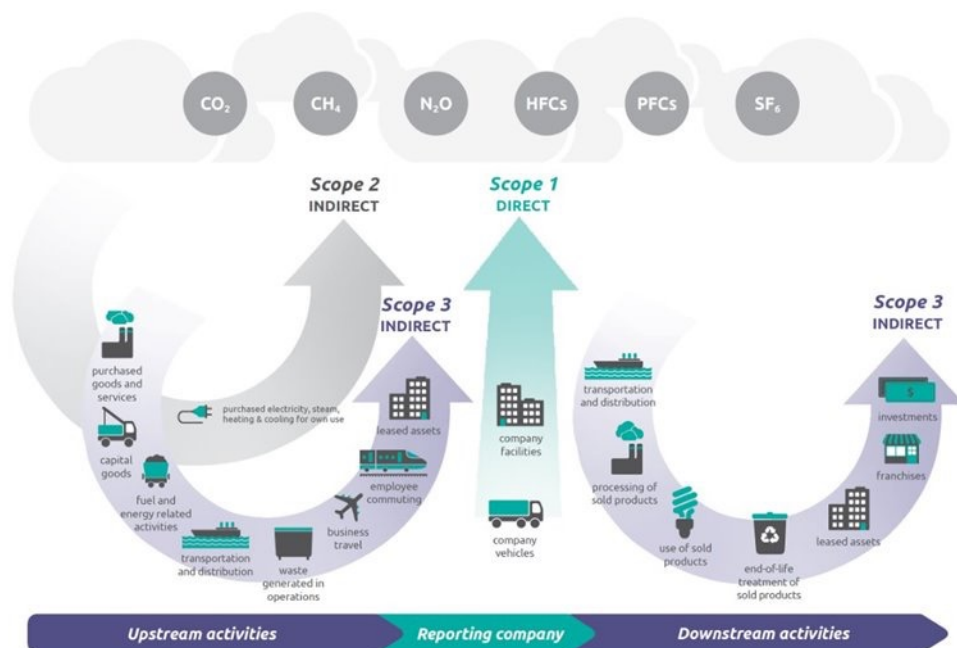 CO₂
CH₄
N₂O
HFCs
PFCs
SF₆
Scope 2
INDIRECT
Scope 1
DIRECT
Scope 3
INDIRECT
Scope 3
INDIRECT
purchased
goods and
services
capital
goods
fuel and
energy related
activities
transportation
and distribution
waste
generated in
operations
business
travel
employee
commuting
leased assets
purchased electricity, steam,
heating & cooling for own use
company
facilities
company
vehicles
transportation
and distribution
processing of
sold products
use of sold
products
end-of-life
treatment of
sold products
leased assets
franchises
$
investments
Upstream activities
Reporting company
Downstream activities